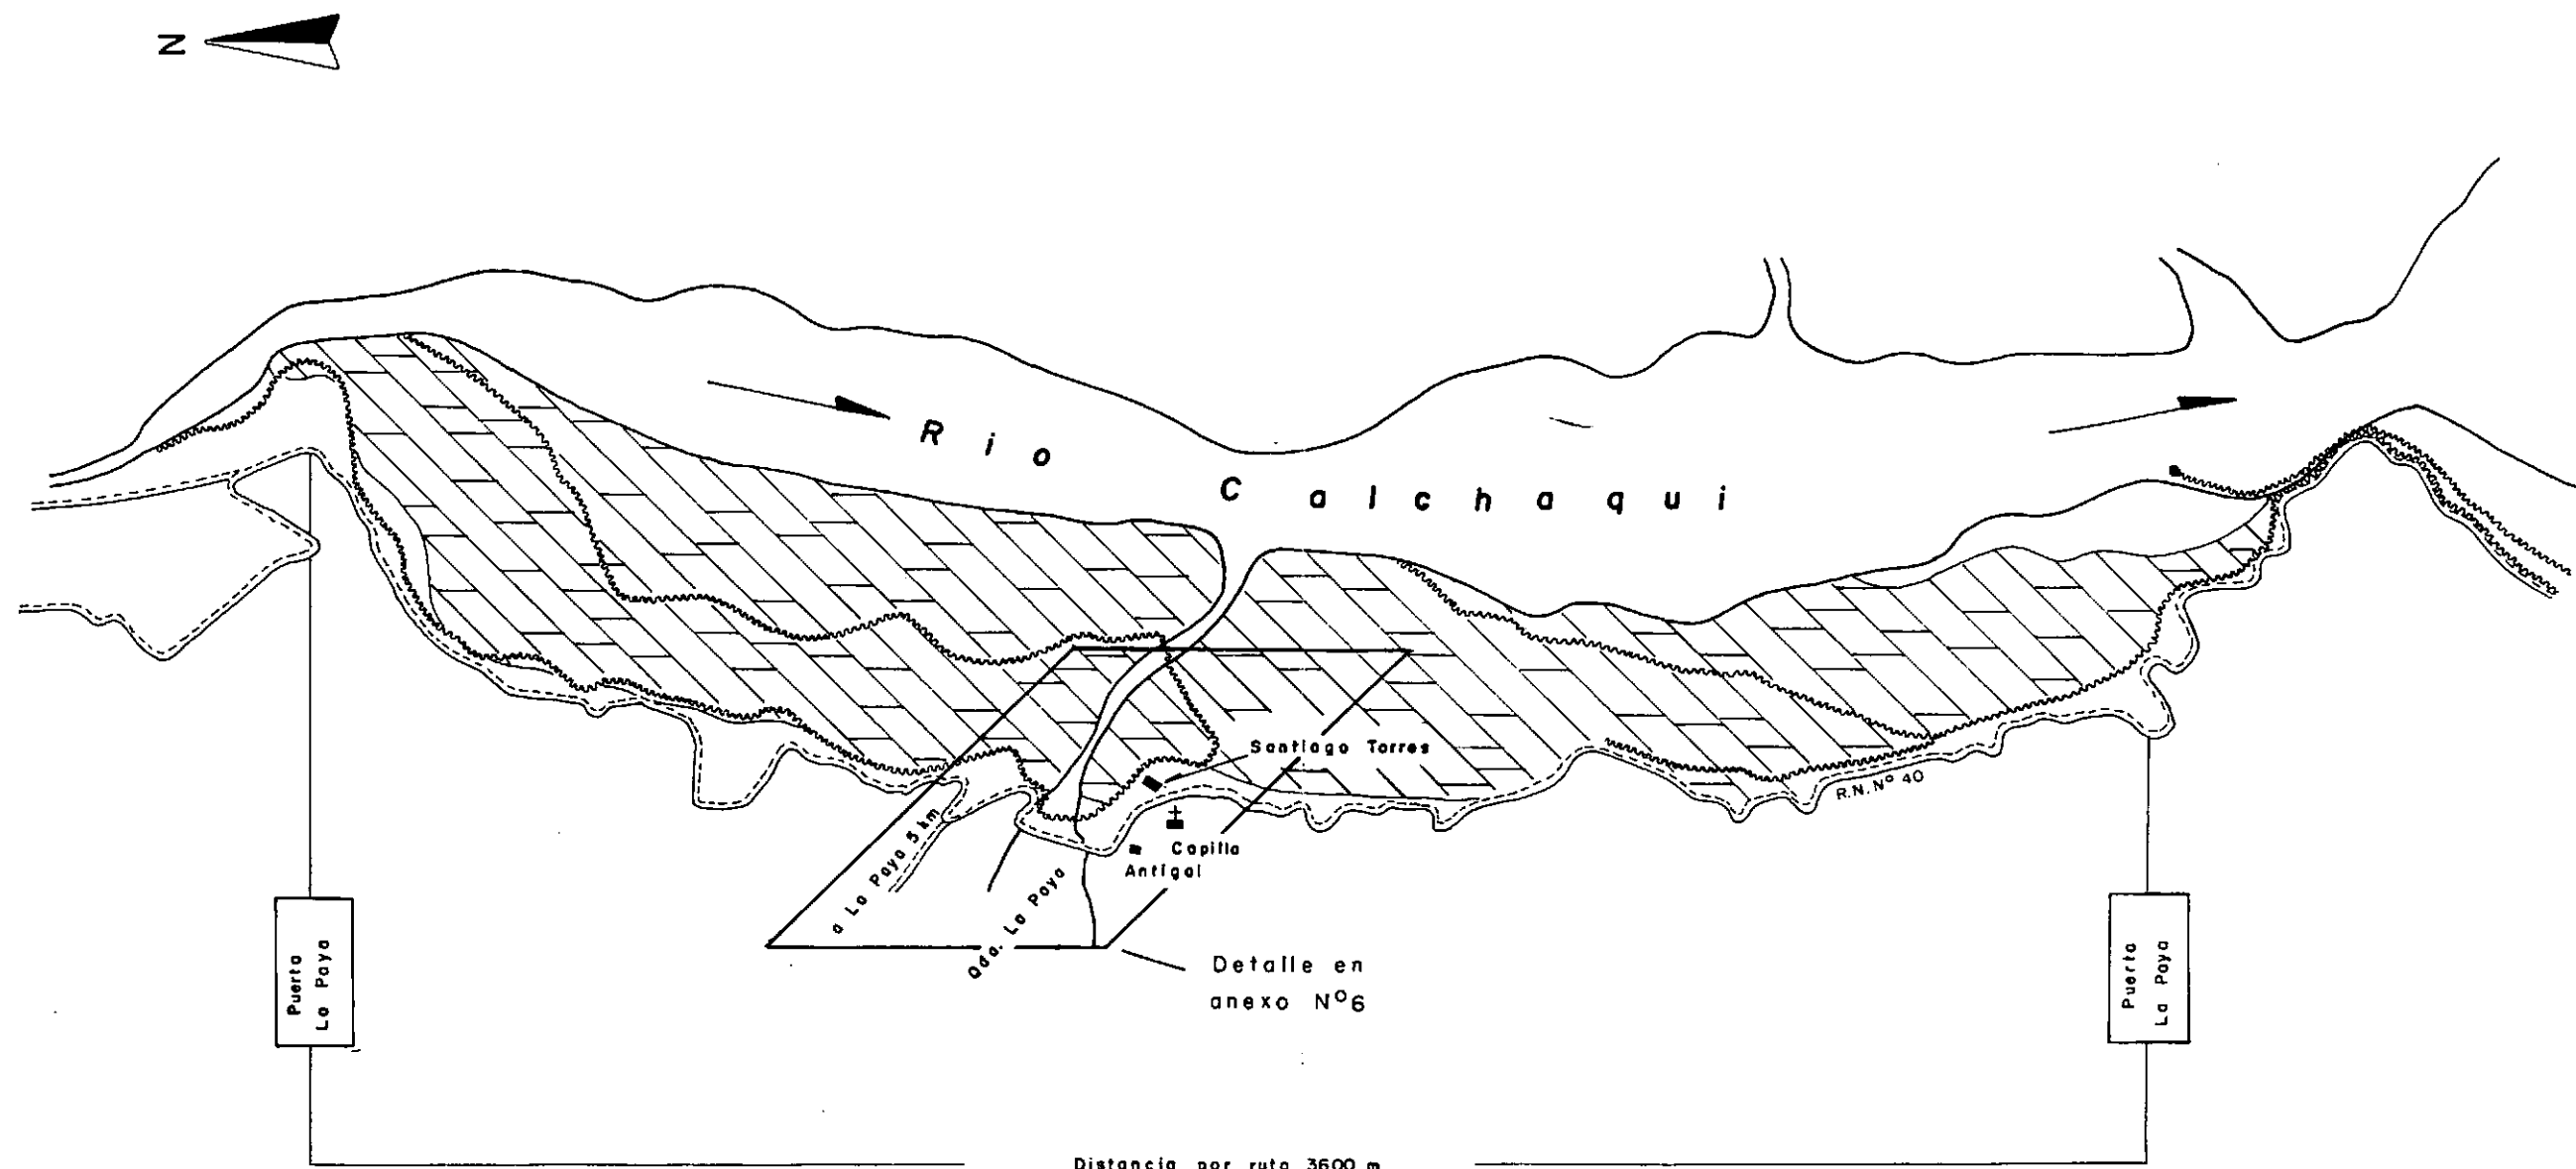 N
Rio Calchaqui
Santiago Torres
R.N. Nº 40
Capilla
Antigal
a La Paya 5 km
Qda. La Paya
Detalle en
anexo Nº6
Puerta
La Paya
Puerta
La Paya
Distancia por ruta 3600 m